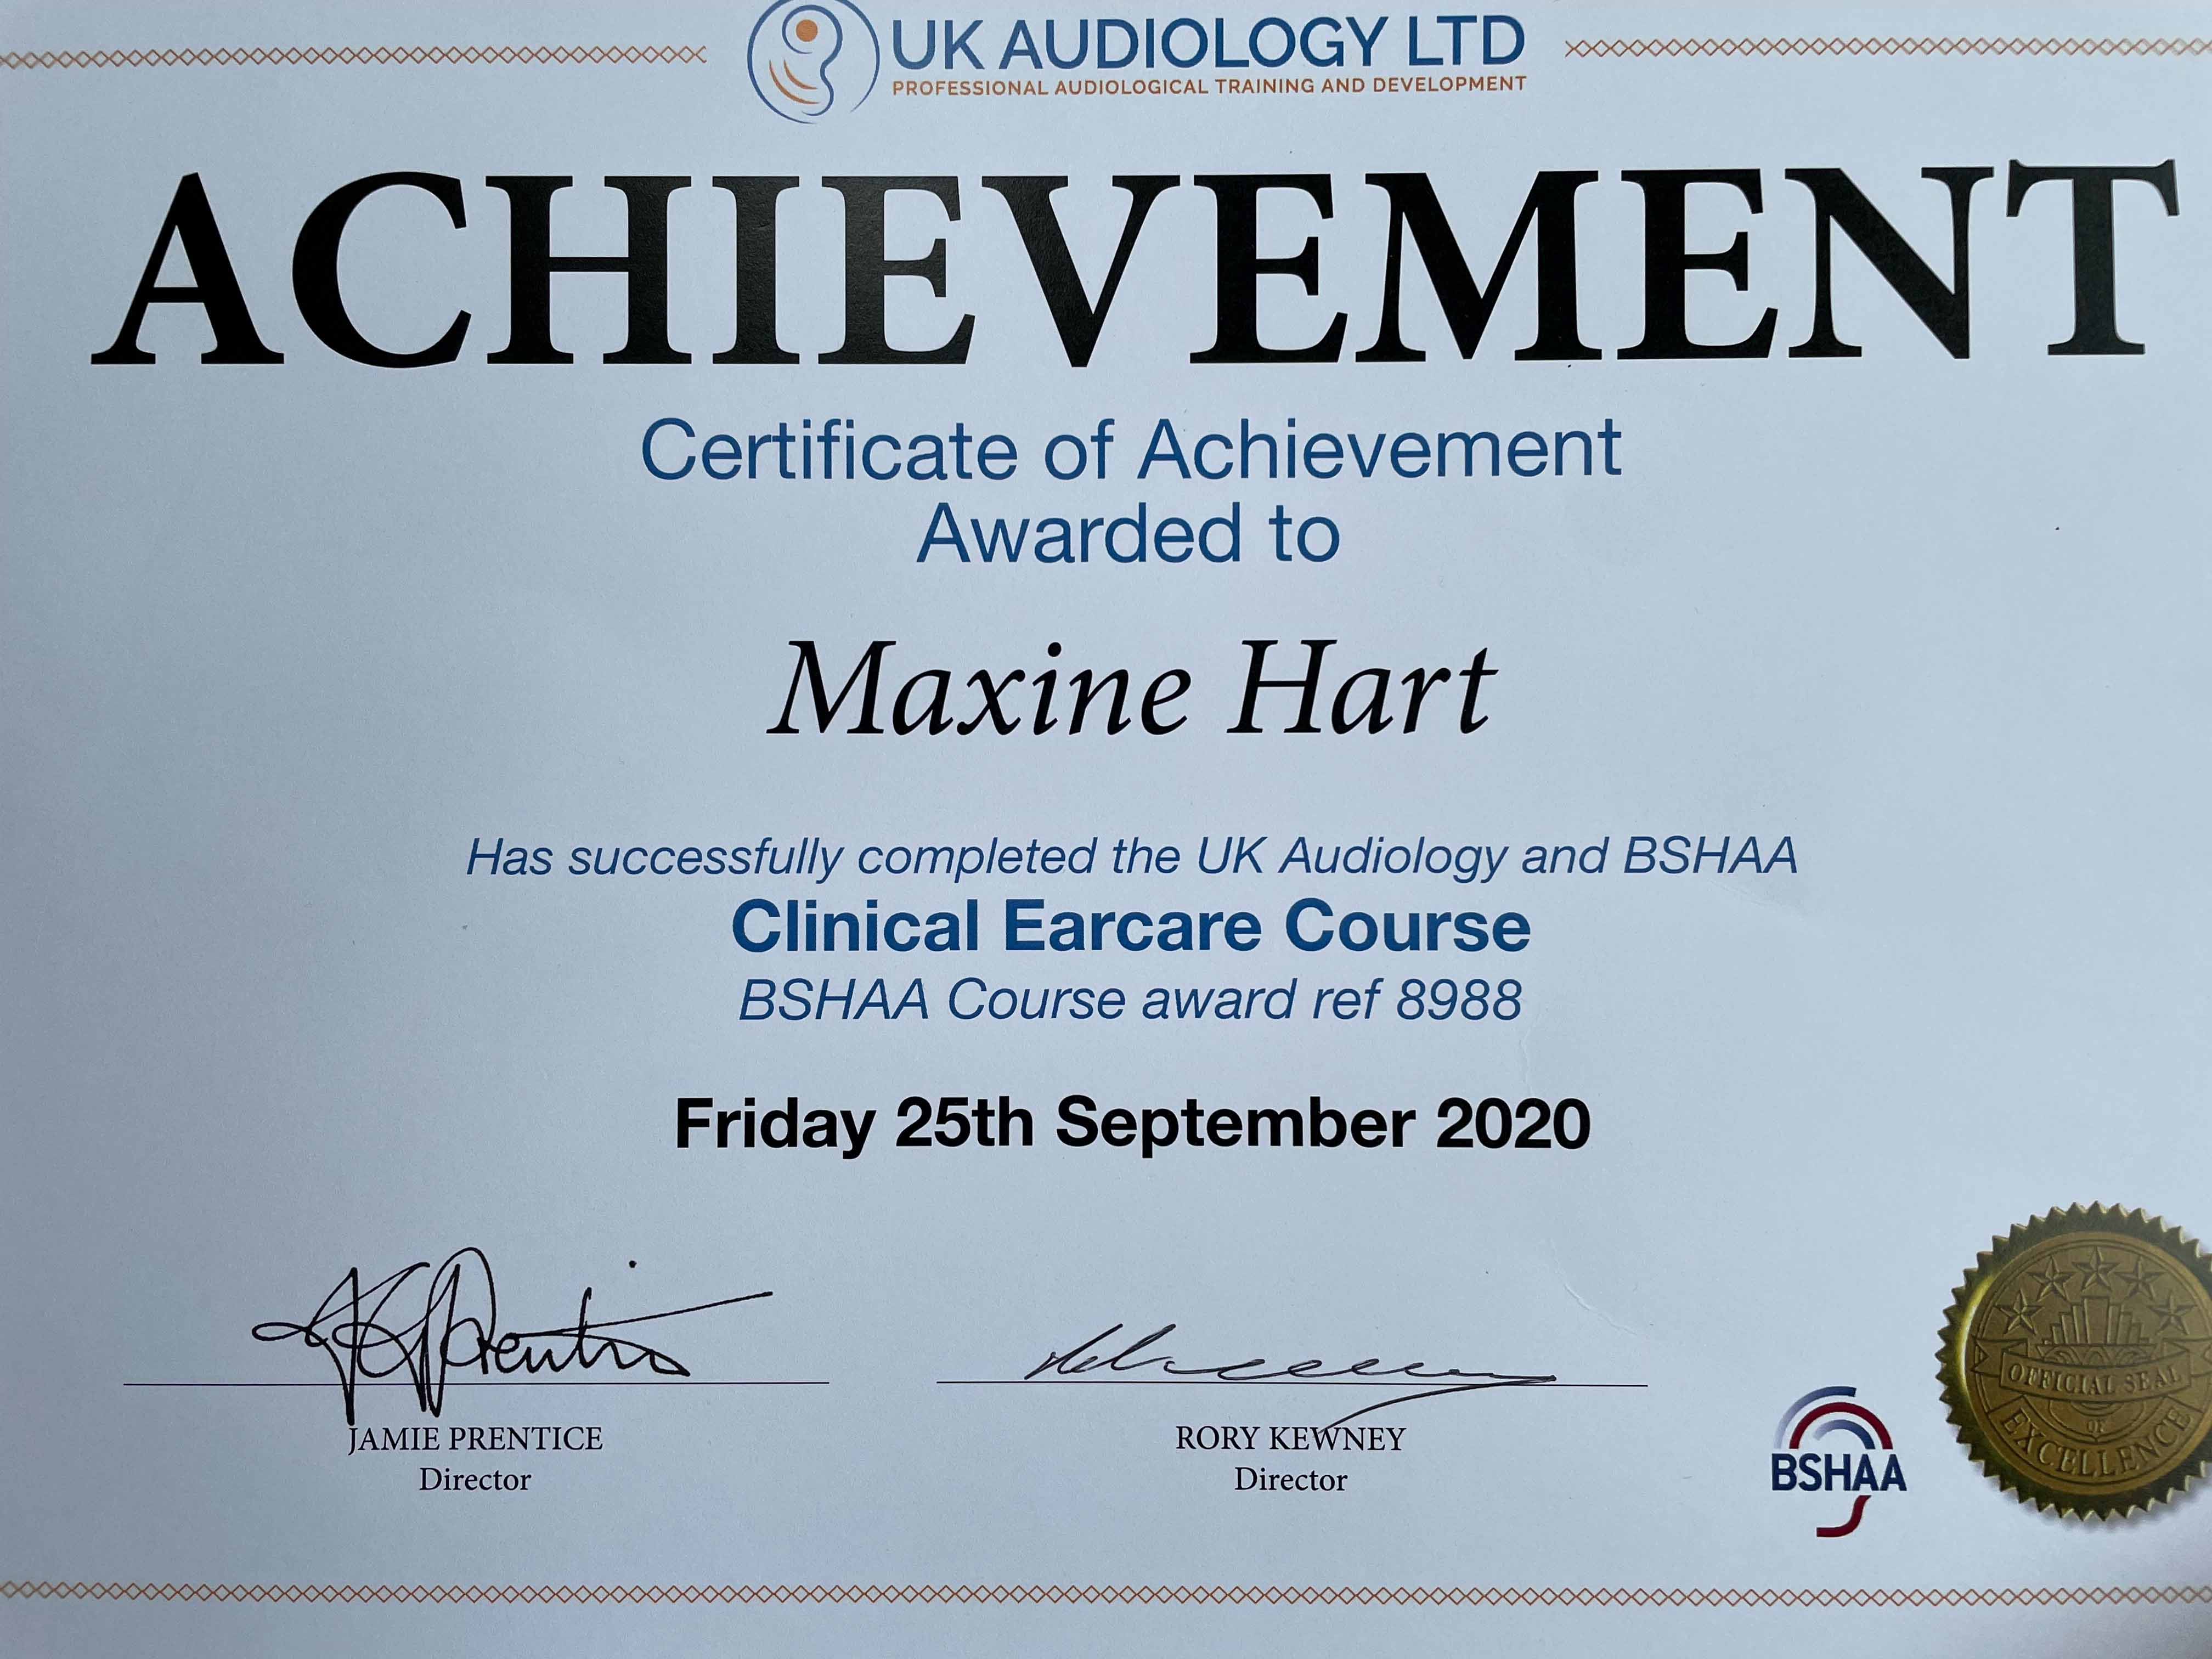 UK AUDIOLOGY LTD
PROFESSIONAL AUDIOLOGICAL TRAINING AND DEVELOPMENT
ACHIEVEMENT
Certificate of Achievement
Awarded to
Maxine Hart
Has successfully completed the UK Audiology and BSHAA
Clinical Earcare Course
BSHAA Course award ref 8988
Friday 25th September 2020
JAMIE PRENTICE
Director
RORY KEWNEY
Director
BSHAA
OFFICIAL SEAL
OF
EXCELLENCE